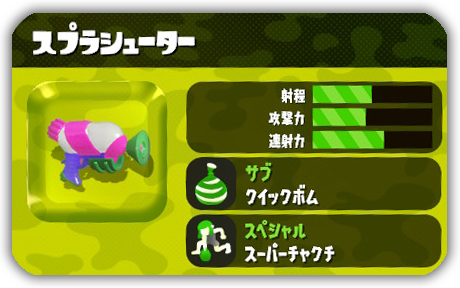 スプラシューター
射程
攻撃力
連射力
サブ
クイックボム
スペシャル
スーパーチャクチ